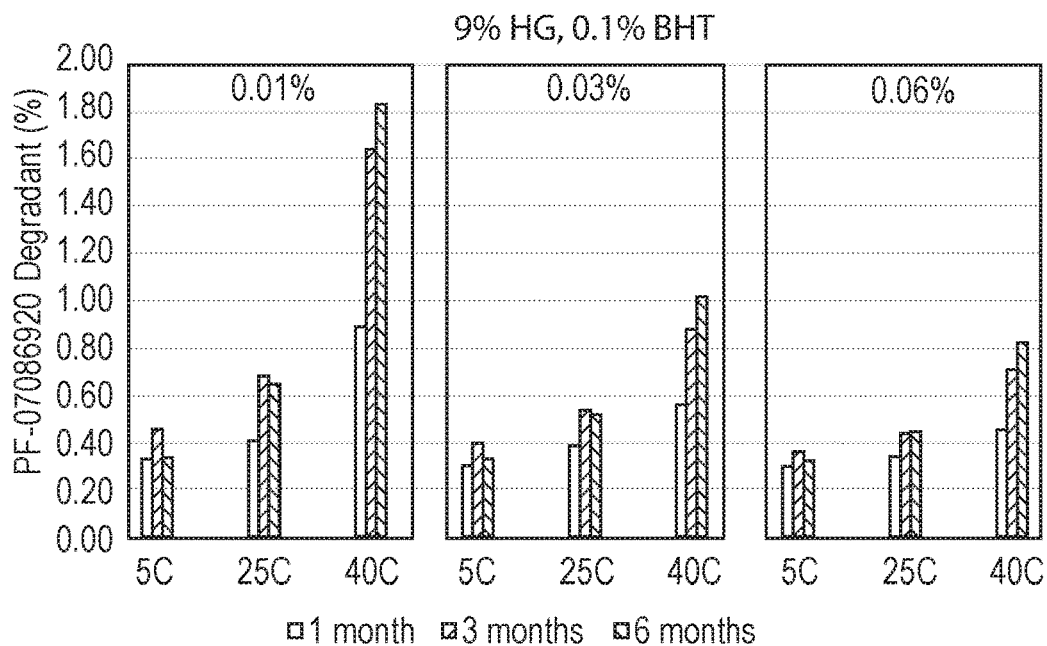 9% HG, 0.1% BHT
PF-07086920 Degradant (%)
2.00
1.80
1.60
1.40
1.20
1.00
0.80
0.60
0.40
0.20
0.00
0.01% 0.03% 0.06%
5C 25C 40C 5C 25C 40C 5C 25C 40C
1 month 3 months 6 months